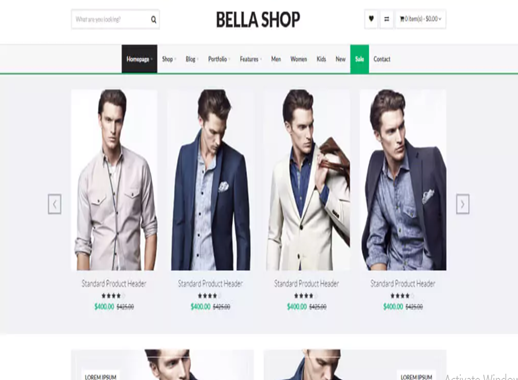 What are you looking?
BELLA SHOP
0 item(s) - $0.00
Homepage Shop Blog Portfolio Features Men Women Kids New Sale Contact
Standard Product Header Standard Product Header Standard Product Header Standard Product Header
$400.00 $425.00 $400.00 $425.00 $400.00 $425.00 $400.00 $425.00
LOREM IPSUM LOREM IPSUM